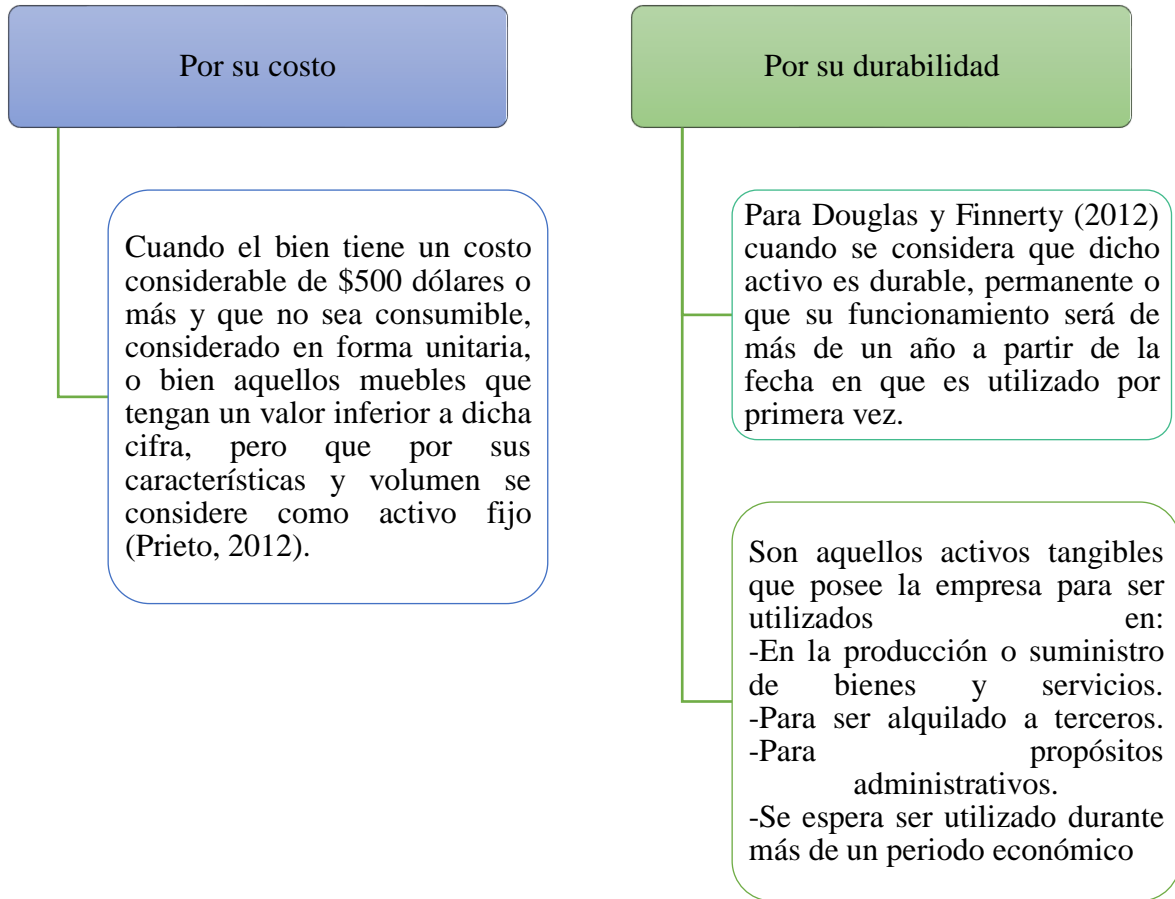 Por su costo
Cuando el bien tiene un costo
considerable de $500 dólares o
más y que no sea consumible,
considerado en forma unitaria,
o bien aquellos muebles que
tengan un valor inferior a dicha
cifra, pero que por sus
características y volumen se
considere como activo fijo
(Prieto, 2012).
Por su durabilidad
Para Douglas y Finnerty (2012)
cuando se considera que dicho
activo es durable, permanente o
que su funcionamiento será de
más de un año a partir de la
fecha en que es utilizado por
primera vez.
Son aquellos activos tangibles
que posee la empresa para ser
utilizados en:
-En la producción o suministro
de bienes y servicios.
-Para ser alquilado a terceros.
-Para propósitos
administrativos.
-Se espera ser utilizado durante
más de un periodo económico